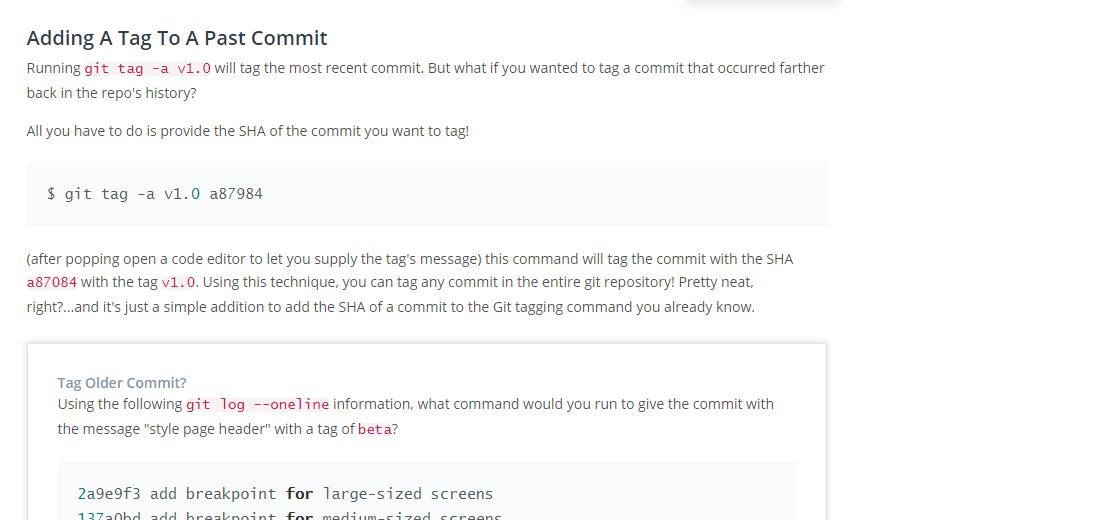 Adding A Tag To A Past Commit
Running git tag -a v1.0 will tag the most recent commit. But what if you wanted to tag a commit that occurred farther
back in the repo's history?
All you have to do is provide the SHA of the commit you want to tag!
$ git tag -a v1.0 a87984
(after popping open a code editor to let you supply the tag's message) this command will tag the commit with the SHA
a87084 with the tag v1.0. Using this technique, you can tag any commit in the entire git repository! Pretty neat,
right?...and it's just a simple addition to add the SHA of a commit to the Git tagging command you already know.
Tag Older Commit?
Using the following git log --oneline information, what command would you run to give the commit with
the message "style page header" with a tag of beta?
2a9e9f3 add breakpoint for large-sized screens
137a0bd add breakpoint for medium-sized screens